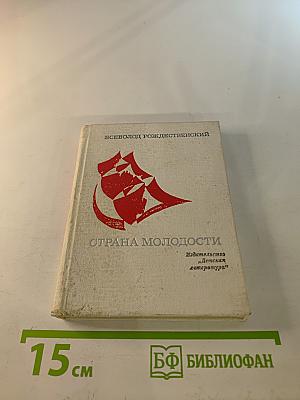 ВСЕВОЛОД РОЖДЕСТВЕНСКИЙ
СТРАНА МОЛОДОСТИ
Издательство
„Детская
литература"
15 см
БФ БИБЛИОФАН